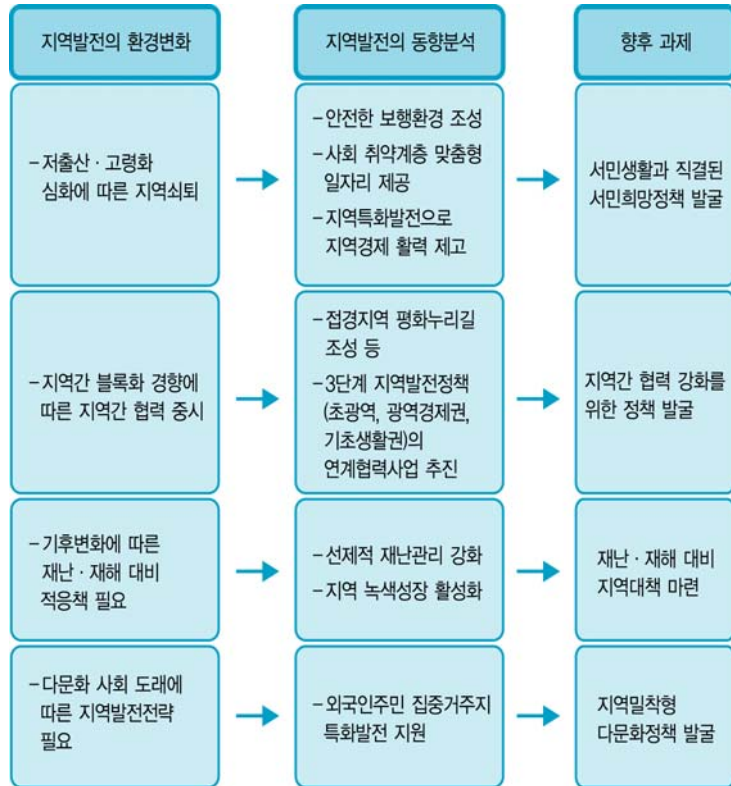 지역발전의 환경변화
지역발전의 동향분석
향후 과제
– 저출산 · 고령화
심화에 따른 지역쇠퇴
– 안전한 보행환경 조성
– 사회 취약계층 맞춤형
일자리 제공
– 지역특화발전으로
지역경제 활력 제고
서민생활과 직결된
서민희망정책 발굴
– 지역간 블록화 경향에
따른 지역간 협력 중시
– 접경지역 평화누리길
조성 등
– 3단계 지역발전정책
(초광역, 광역경제권,
기초생활권)의
연계협력사업 추진
지역간 협력 강화를
위한 정책 발굴
– 기후변화에 따른
재난 · 재해 대비
적응책 필요
– 선제적 재난관리 강화
– 지역 녹색성장 활성화
재난 · 재해 대비
지역대책 마련
– 다문화 사회 도래에
따른 지역발전전략
필요
– 외국인주민 집중거주지
특화발전 지원
지역밀착형
다문화정책 발굴